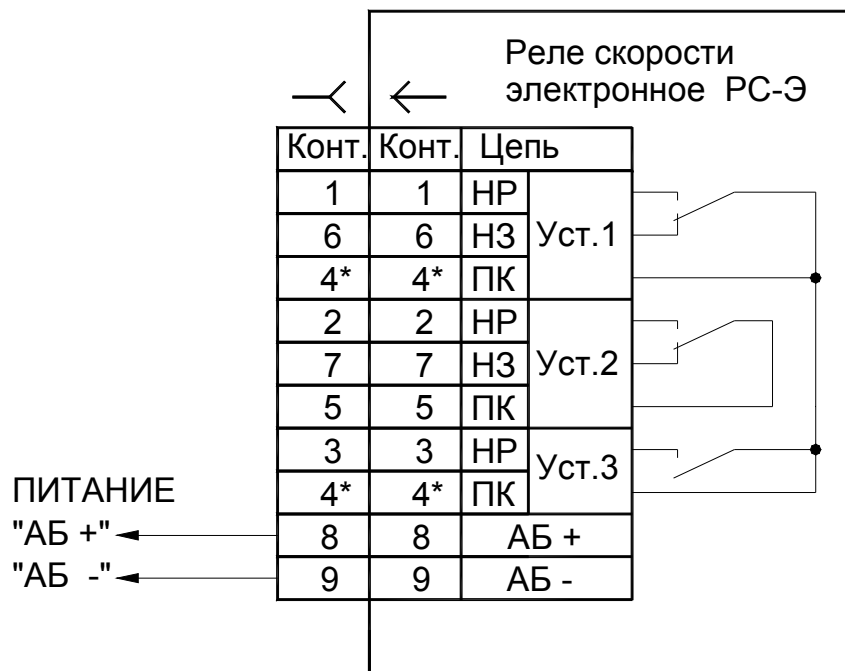 Реле скорости
электронное РС-Э
Конт. Конт. Цепь
1 1 НР
6 6 НЗ Уст.1
4* 4* ПК
2 2 НР
7 7 НЗ Уст.2
5 5 ПК
3 3 НР Уст.3
4* 4* ПК
ПИТАНИЕ
"АБ +" 8 8 АБ +
"АБ -" 9 9 АБ -